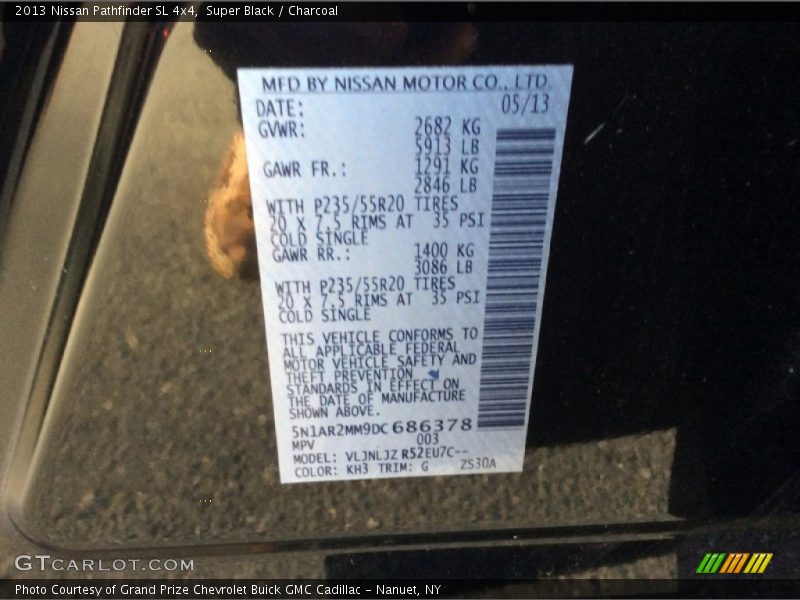 2013 Nissan Pathfinder SL 4x4, Super Black / Charcoal
MFD BY NISSAN MOTOR CO., LTD.
DATE: 05/13
GVWR: 2682 KG
5913 LB
GAWR FR.: 1291 KG
2846 LB
WITH P235/55R20 TIRES
20 X 7.5 RIMS AT 35 PSI
COLD SINGLE
GAWR RR.: 1400 KG
3086 LB
WITH P235/55R20 TIRES
20 X 7.5 RIMS AT 35 PSI
COLD SINGLE
THIS VEHICLE CONFORMS TO
ALL APPLICABLE FEDERAL
MOTOR VEHICLE SAFETY AND
THEFT PREVENTION
STANDARDS IN EFFECT ON
THE DATE OF MANUFACTURE
SHOWN ABOVE.
5N1AR2MM9DC686378
MPV 003
MODEL: VLJNLJZ R52EU7C--
COLOR: KH3 TRIM: G ZS30A
GTCARLOT.COM
Photo Courtesy of Grand Prize Chevrolet Buick GMC Cadillac - Nanuet, NY